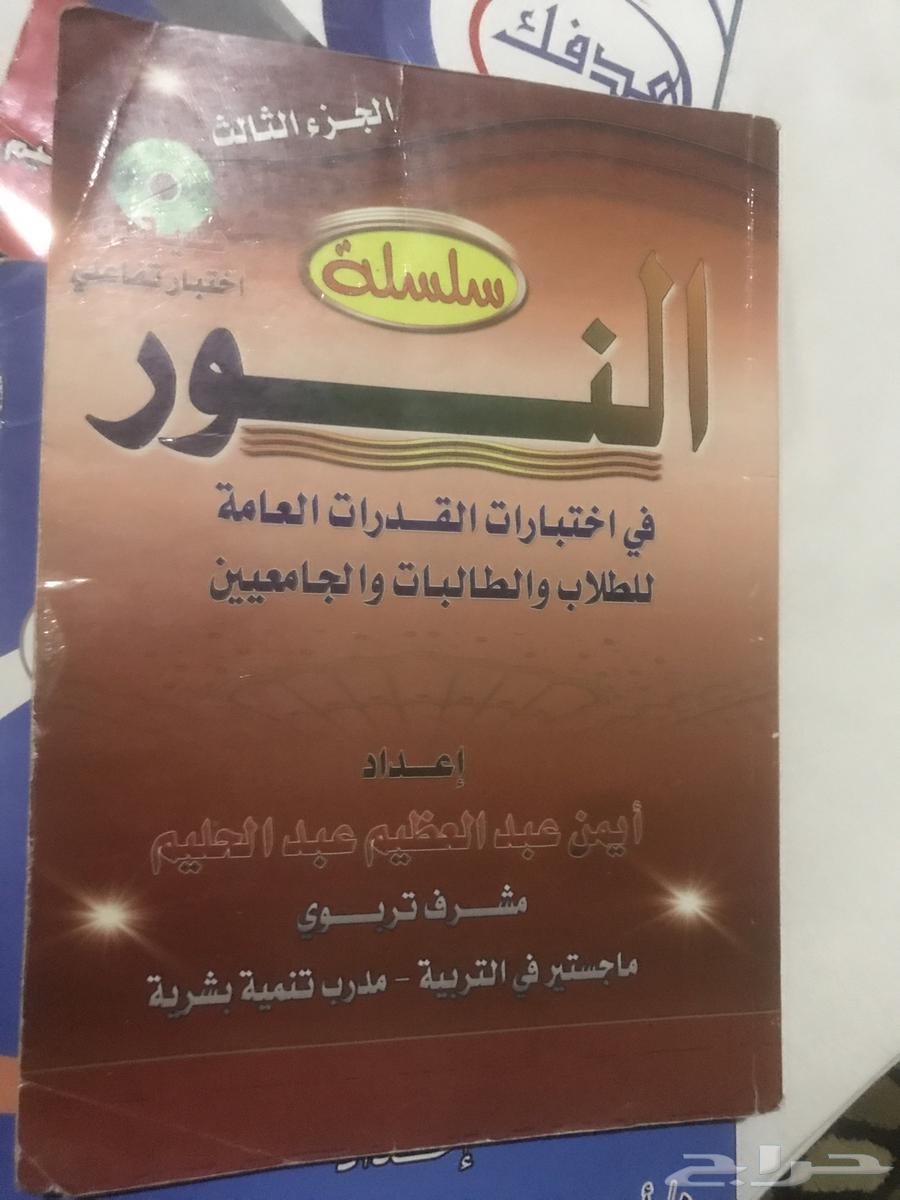 هدفك
الجزء الثالث
سلسلة
اختبار تفاعلي
النور
في اختبارات القدرات العامة
للطلاب والطالبات والجامعيين
إعداد
أيمن عبد العظيم عبد الحليم
مشرف تربوي
ماجستير في التربية - مدرب تنمية بشرية
إعداد
حراج